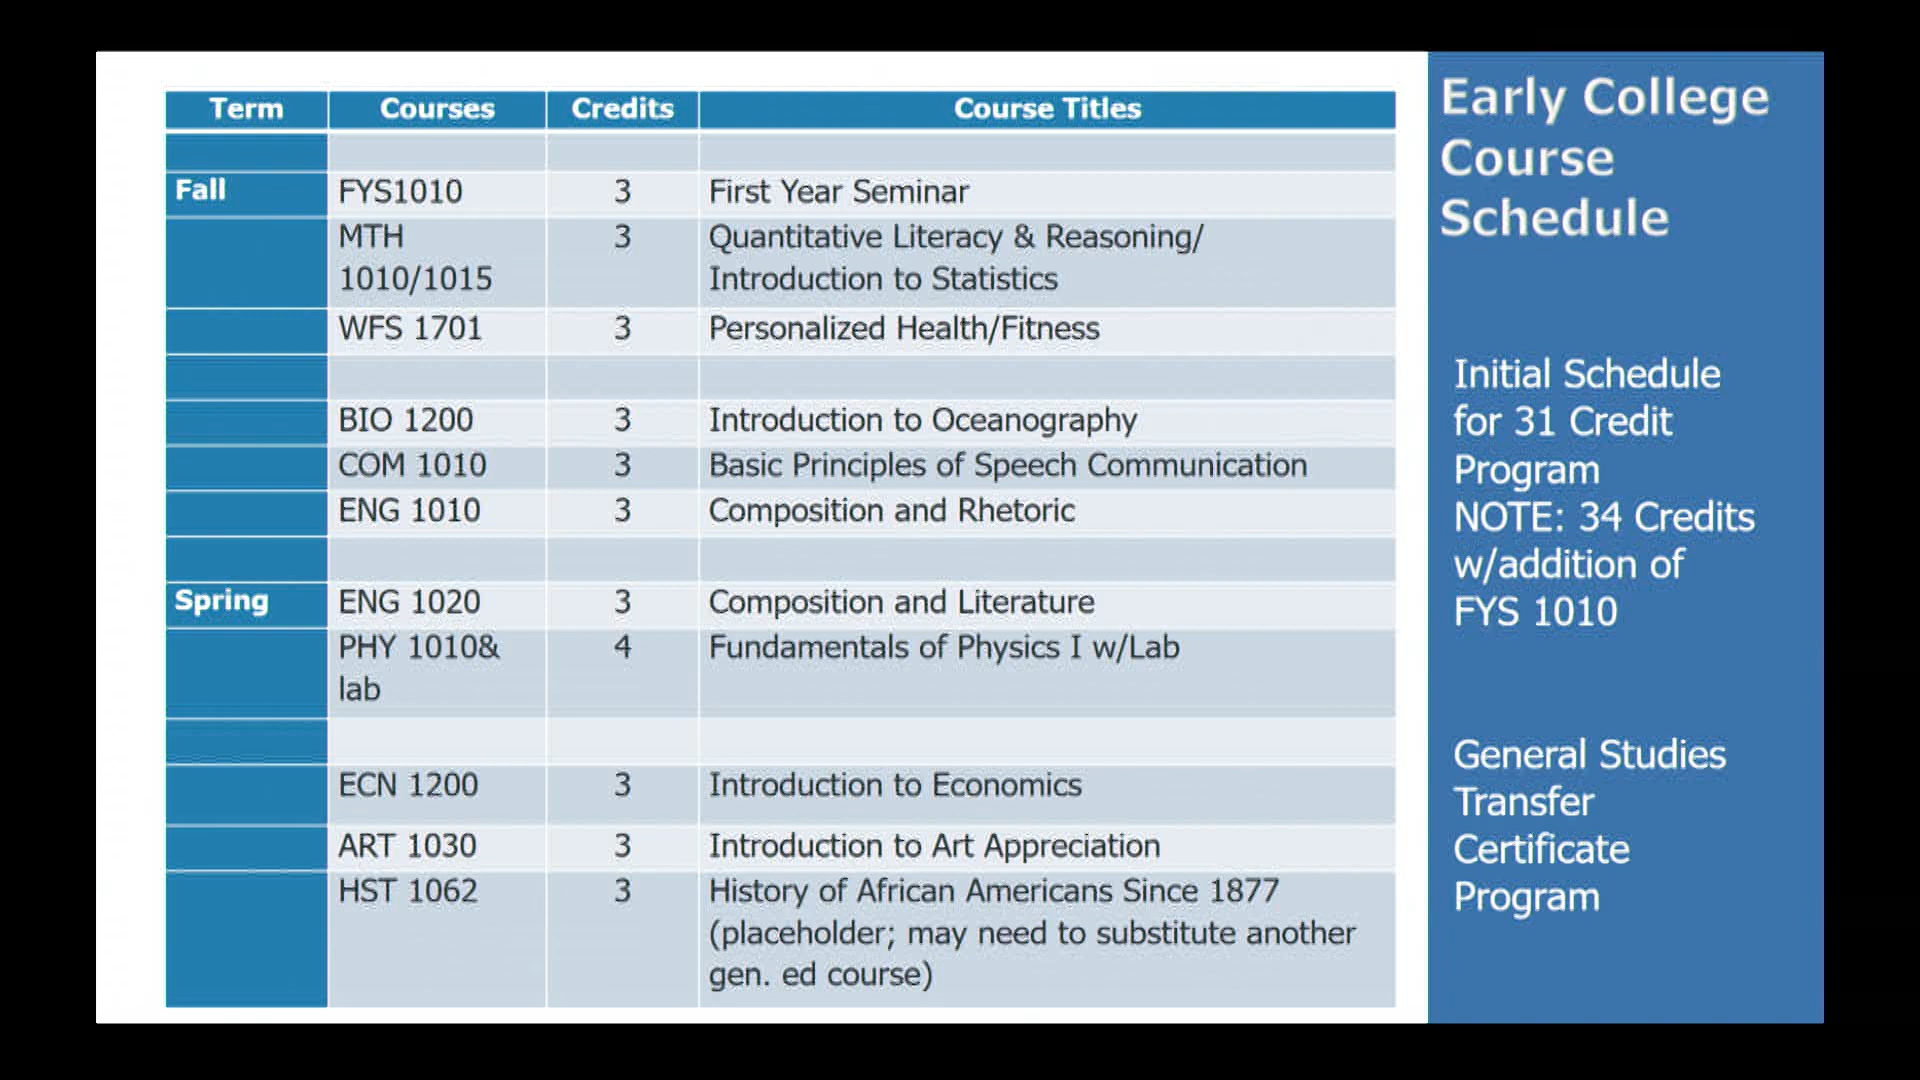 Term Courses Credits Course Titles
Fall FYS1010 3 First Year Seminar
MTH 3 Quantitative Literacy & Reasoning/
1010/1015 Introduction to Statistics
WFS 1701 3 Personalized Health/Fitness
BIO 1200 3 Introduction to Oceanography
COM 1010 3 Basic Principles of Speech Communication
ENG 1010 3 Composition and Rhetoric
Spring ENG 1020 3 Composition and Literature
PHY 1010& 4 Fundamentals of Physics I w/Lab
lab
ECN 1200 3 Introduction to Economics
ART 1030 3 Introduction to Art Appreciation
HST 1062 3 History of African Americans Since 1877
(placeholder; may need to substitute another
gen. ed course)
Early College
Course
Schedule
Initial Schedule
for 31 Credit
Program
NOTE: 34 Credits
w/addition of
FYS 1010
General Studies
Transfer
Certificate
Program